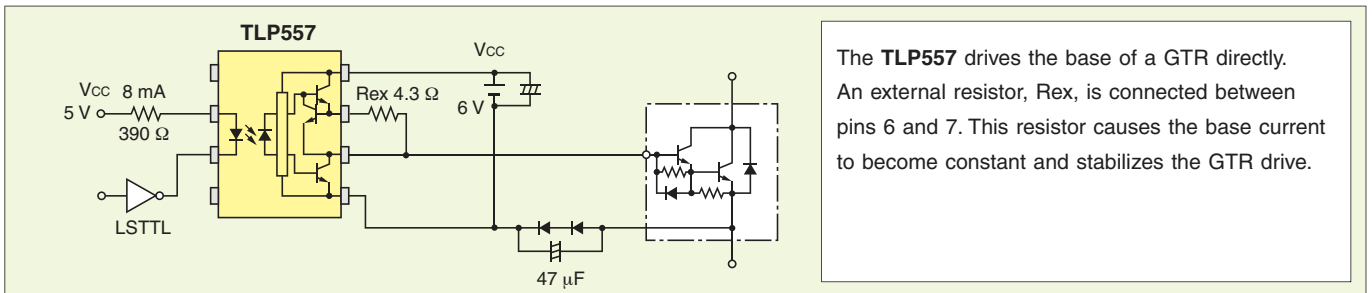 TLP557
VCC
VCC 8 mA
5 V
390 Ω
Rex 4.3 Ω
6 V
LSTTL
47 μF
The TLP557 drives the base of a GTR directly.
An external resistor, Rex, is connected between
pins 6 and 7. This resistor causes the base current
to become constant and stabilizes the GTR drive.